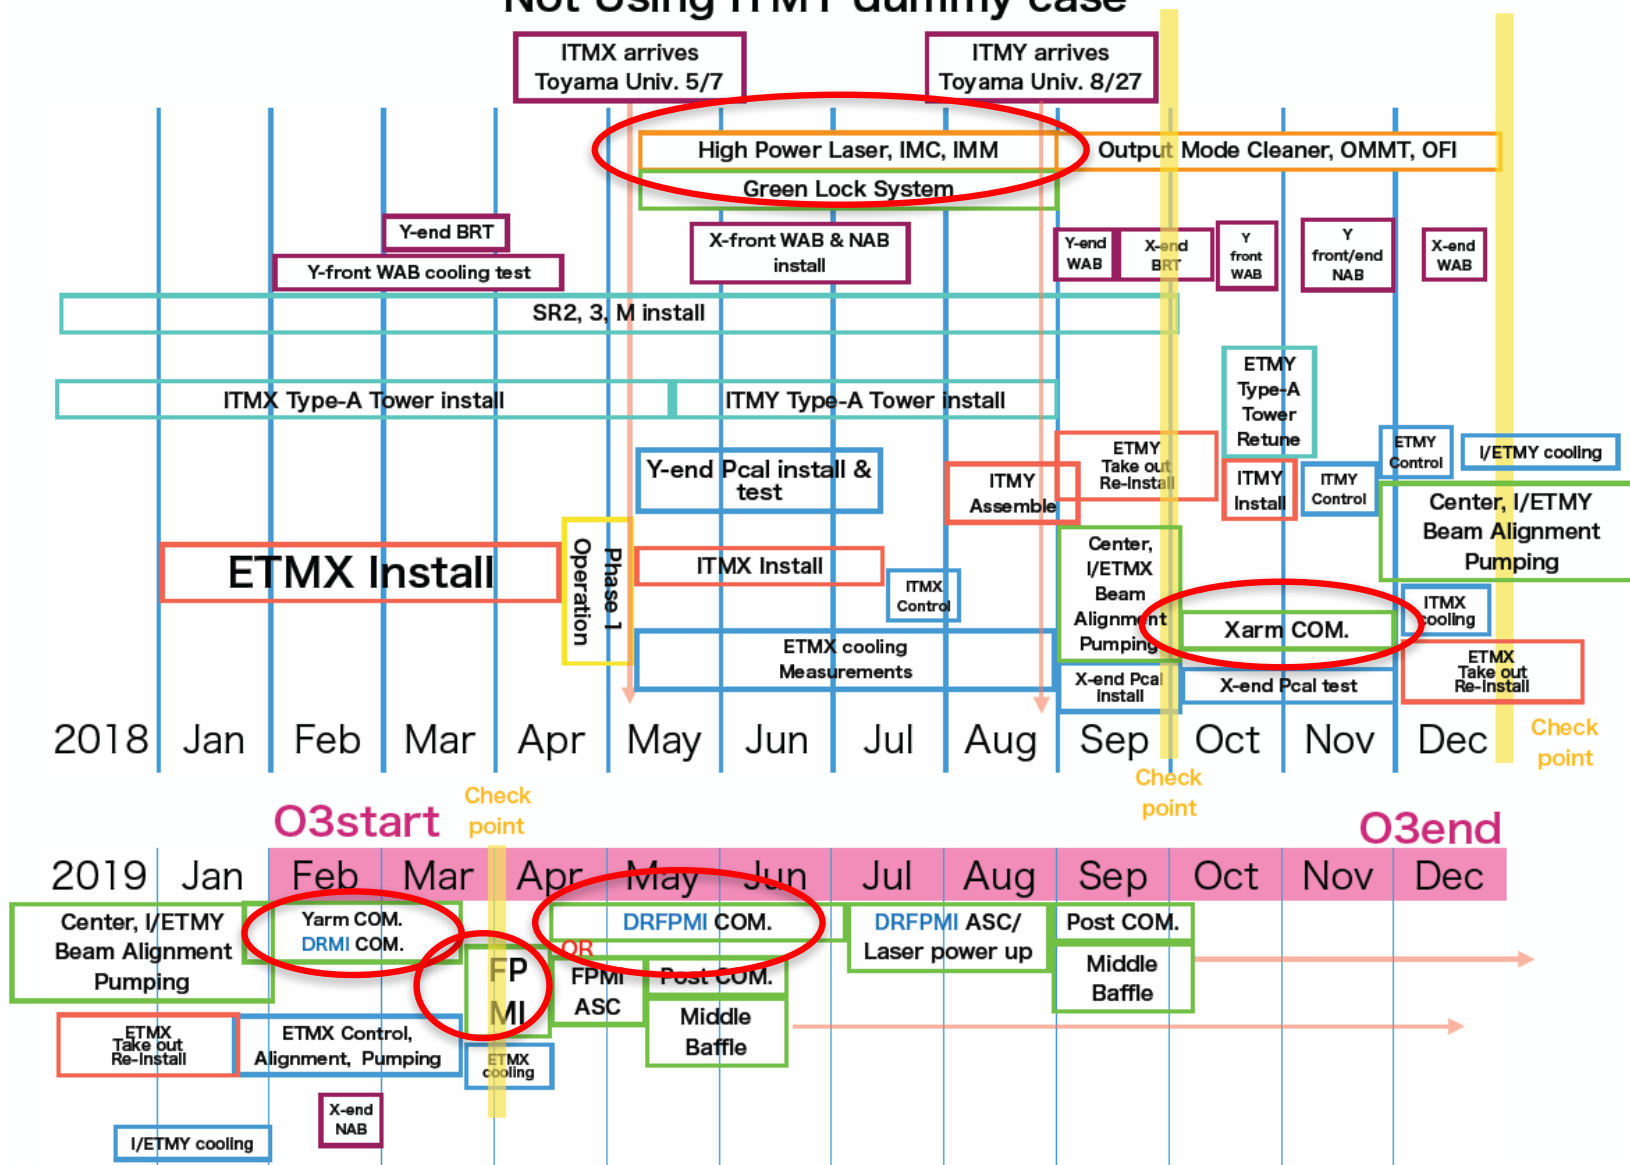 Not Using ITMY dummy case
ITMX arrives
Toyama Univ. 5/7
ITMY arrives
Toyama Univ. 8/27
High Power Laser, IMC, IMM
Output Mode Cleaner, OMMT, OFI
Green Lock System
Y-end BRT
Y-front WAB cooling test
X-front WAB & NAB
install
Y-end
WAB
X-end
BRT
Y
front
WAB
Y
front/end
NAB
X-end
WAB
SR2, 3, M install
ITMX Type-A Tower install
ITMY Type-A Tower install
ETMY
Type-A
Tower
Retune
Y-end Pcal install &
test
ITMY
Assemble
ETMY
Take out
Re-Install
ITMY
Install
ITMY
Control
ETMY
Control
I/ETMY cooling
Center, I/ETMY
Beam Alignment
Pumping
ETMX Install
Phase 1
Operation
ITMX Install
ITMX
Control
ETMX cooling
Measurements
Center,
I/ETMX
Beam
Alignment
Pumping
Xarm COM.
ITMX
cooling
X-end Pcal
Install
X-end Pcal test
ETMX
Take out
Re-Install
2018 Jan Feb Mar Apr May Jun Jul Aug Sep Oct Nov Dec
Check
point
Check
point
Check
point
O3start
O3end
2019 Jan Feb Mar Apr May Jun Jul Aug Sep Oct Nov Dec
Center, I/ETMY
Beam Alignment
Pumping
Yarm COM.
DRMI COM.
FP
MI
DRFPMI COM.
OR
FPMI
ASC
Post COM.
Middle
Baffle
DRFPMI ASC/
Laser power up
Post COM.
Middle
Baffle
ETMX
Take out
Re-Install
ETMX Control,
Alignment, Pumping
ETMX
cooling
X-end
NAB
I/ETMY cooling